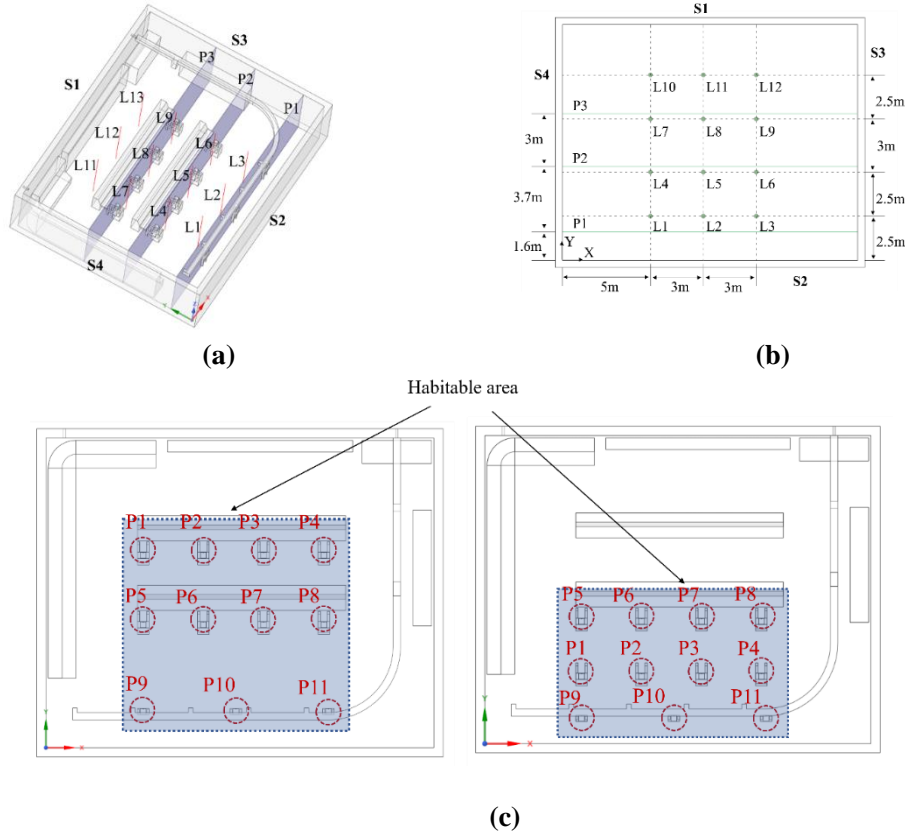 S1
S3
P3
P2
P1
S1
L13
L12
L11
L9
L8
L7
L6
L5
L4
L3
L2
L1
S2
S4
(a)
S3
S4
L10 L11 L12
2.5m
P3
3m
L7 L8 L9
3m
P2
3.7m
L4 L5 L6
2.5m
P1
L1 L2 L3
1.6m
Y
X
2.5m
S2
5m 3m 3m
(b)
Habitable area
P1 P2 P3 P4
P5 P6 P7 P8
P9 P10 P11
Y
X
P5 P6 P7 P8
P1 P2 P3 P4
P9 P10 P11
Y
X
(c)